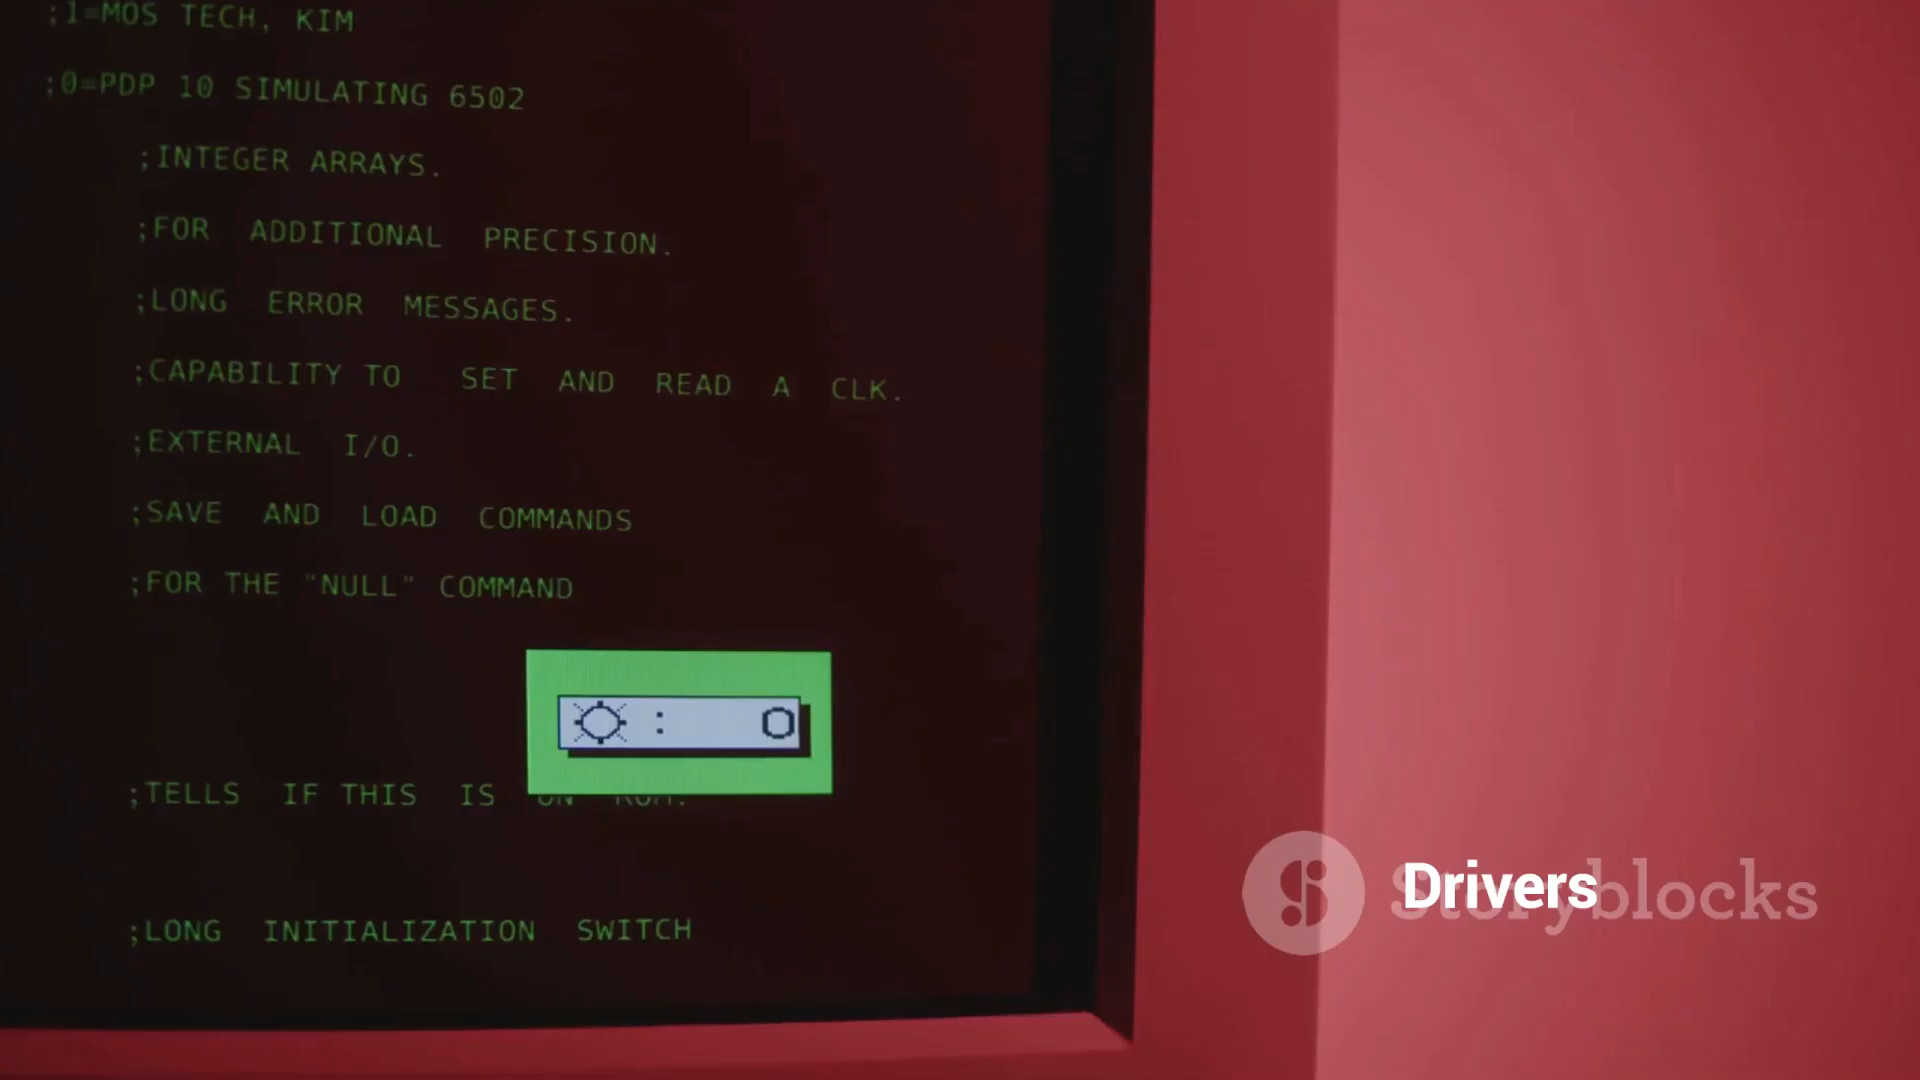 ;1=MOS TECH, KIM
;0=PDP 10 SIMULATING 6502
;INTEGER ARRAYS.
;FOR ADDITIONAL PRECISION.
;LONG ERROR MESSAGES.
;CAPABILITY TO SET AND READ A CLK.
;EXTERNAL I/O.
;SAVE AND LOAD COMMANDS
;FOR THE "NULL" COMMAND
: 0
;TELLS IF THIS IS
;LONG INITIALIZATION SWITCH
Drivers
Storyblocks